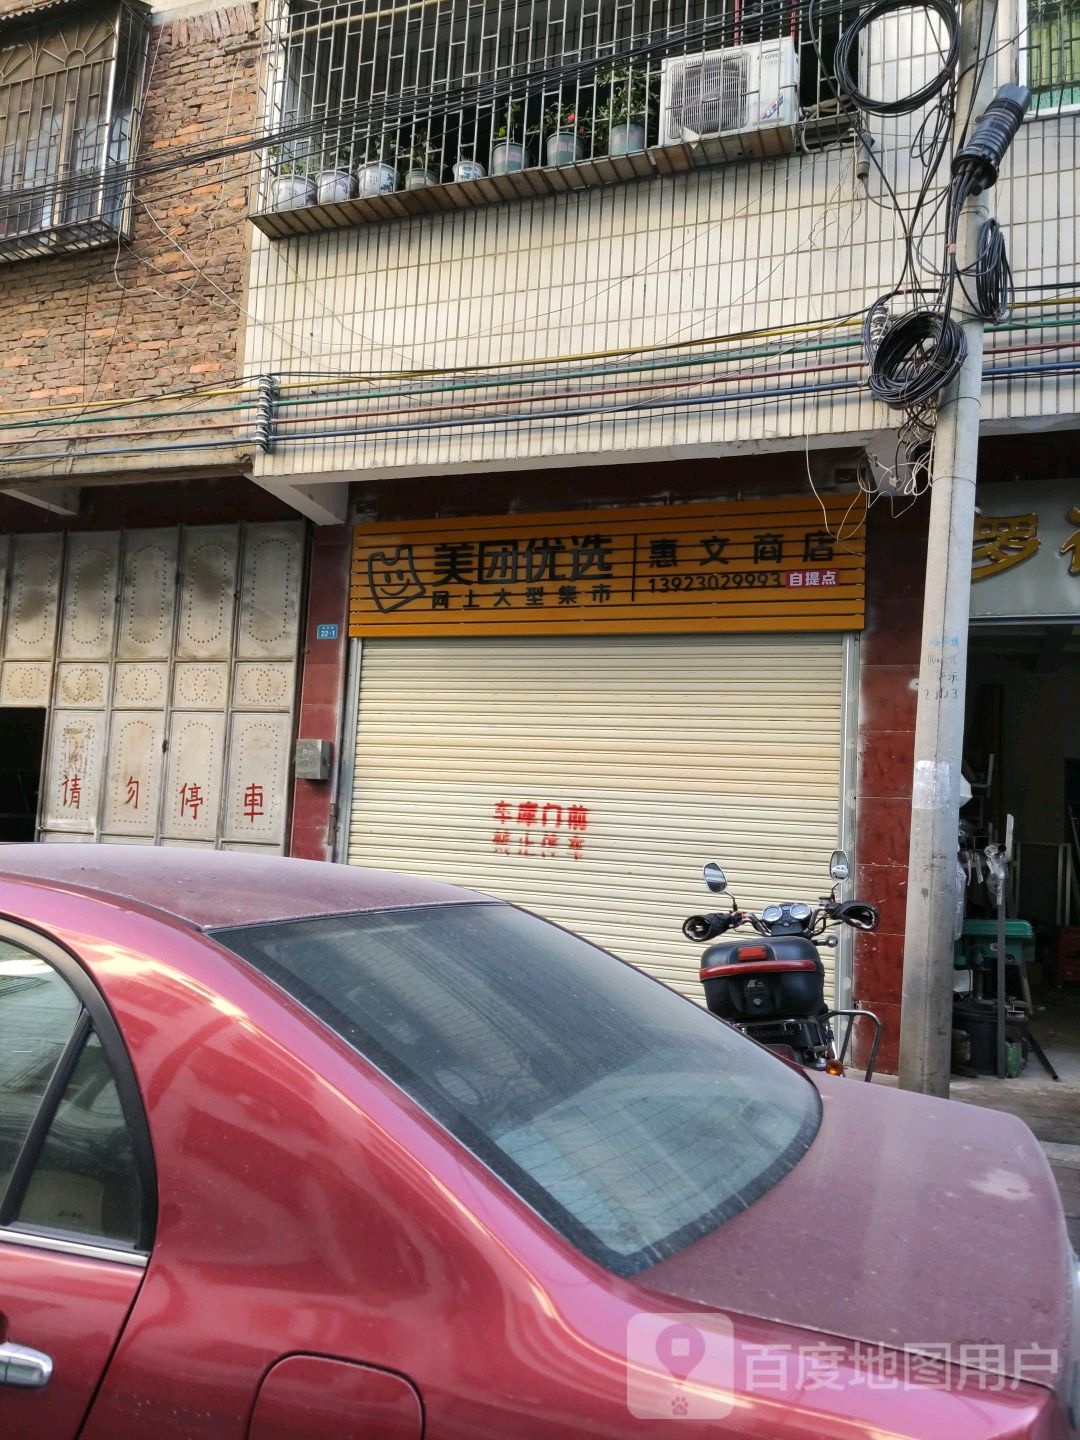 美团优选
网上大型集市
惠文商店
13923029993 自提点
22-1
请勿停車
车库门前
禁止停车
百度地图用户